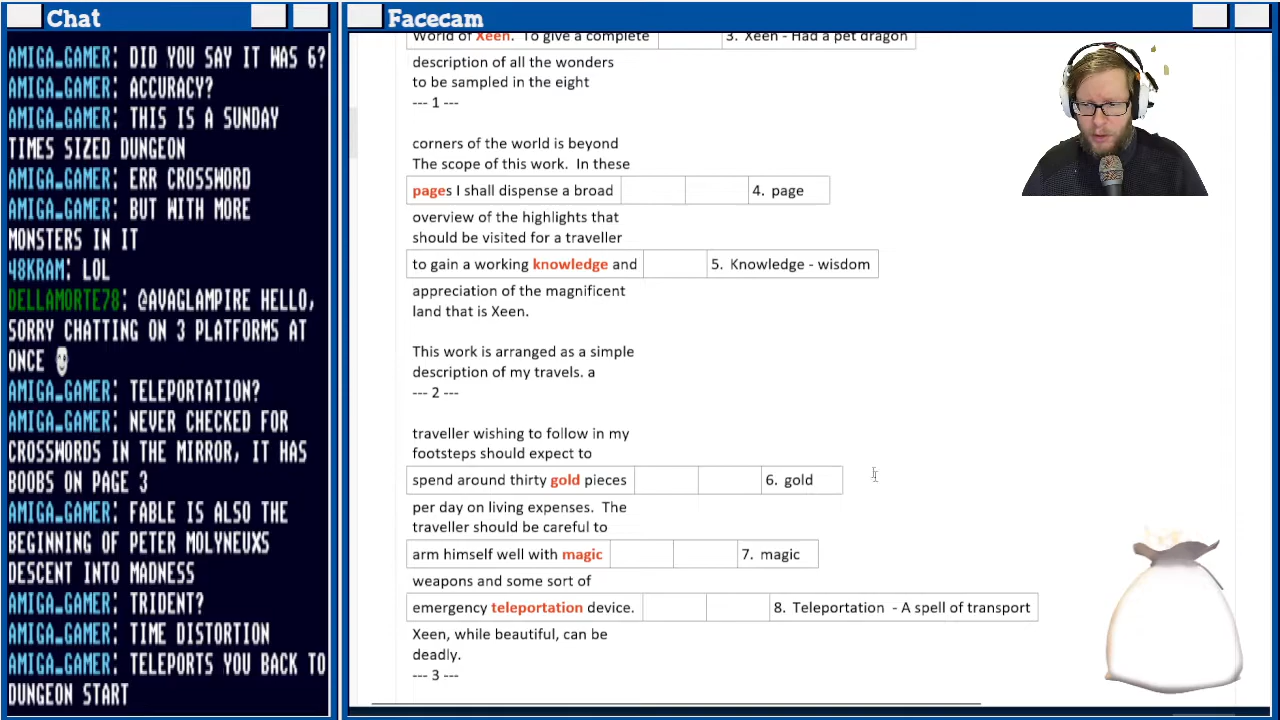 Chat
AMIGA_GAMER: DID YOU SAY IT WAS 6?
AMIGA_GAMER: ACCURACY?
AMIGA_GAMER: THIS IS A SUNDAY
TIMES SIZED DUNGEON
AMIGA_GAMER: ERR CROSSWORD
AMIGA_GAMER: BUT WITH MORE
MONSTERS IN IT
48KRAM: LOL
DELLAMORTE78: @AVAGLAMPIRE HELLO,
SORRY CHATTING ON 3 PLATFORMS AT
ONCE
AMIGA_GAMER: TELEPORTATION?
AMIGA_GAMER: NEVER CHECKED FOR
CROSSWORDS IN THE MIRROR, IT HAS
BOOBS ON PAGE 3
AMIGA_GAMER: FABLE IS ALSO THE
BEGINNING OF PETER MOLYNEUXS
DESCENT INTO MADNESS
AMIGA_GAMER: TRIDENT?
AMIGA_GAMER: TIME DISTORTION
AMIGA_GAMER: TELEPORTS YOU BACK TO
DUNGEON START
Facecam
World of Xeen. To give a complete 3. Xeen - Had a pet dragon
description of all the wonders
to be sampled in the eight
--- 1 ---
corners of the world is beyond
The scope of this work. In these
pages I shall dispense a broad 4. page
overview of the highlights that
should be visited for a traveller
to gain a working knowledge and 5. Knowledge - wisdom
appreciation of the magnificent
land that is Xeen.
This work is arranged as a simple
description of my travels. a
--- 2 ---
traveller wishing to follow in my
footsteps should expect to
spend around thirty gold pieces 6. gold
per day on living expenses. The
traveller should be careful to
arm himself well with magic 7. magic
weapons and some sort of
emergency teleportation device. 8. Teleportation - A spell of transport
Xeen, while beautiful, can be
deadly.
--- 3 ---